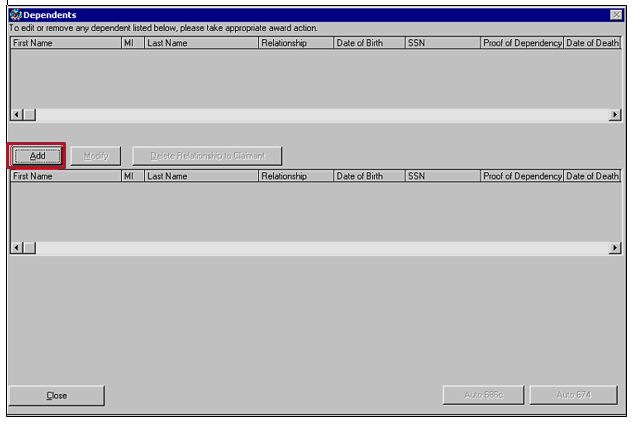 Dependents
To edit or remove any dependent listed below, please take appropriate award action.
First Name MI Last Name Relationship Date of Birth SSN Proof of Dependency Date of Death
Add Modify Delete Relationship to Claimant
First Name MI Last Name Relationship Date of Birth SSN Proof of Dependency Date of Death
Close Auto 686c Auto 674